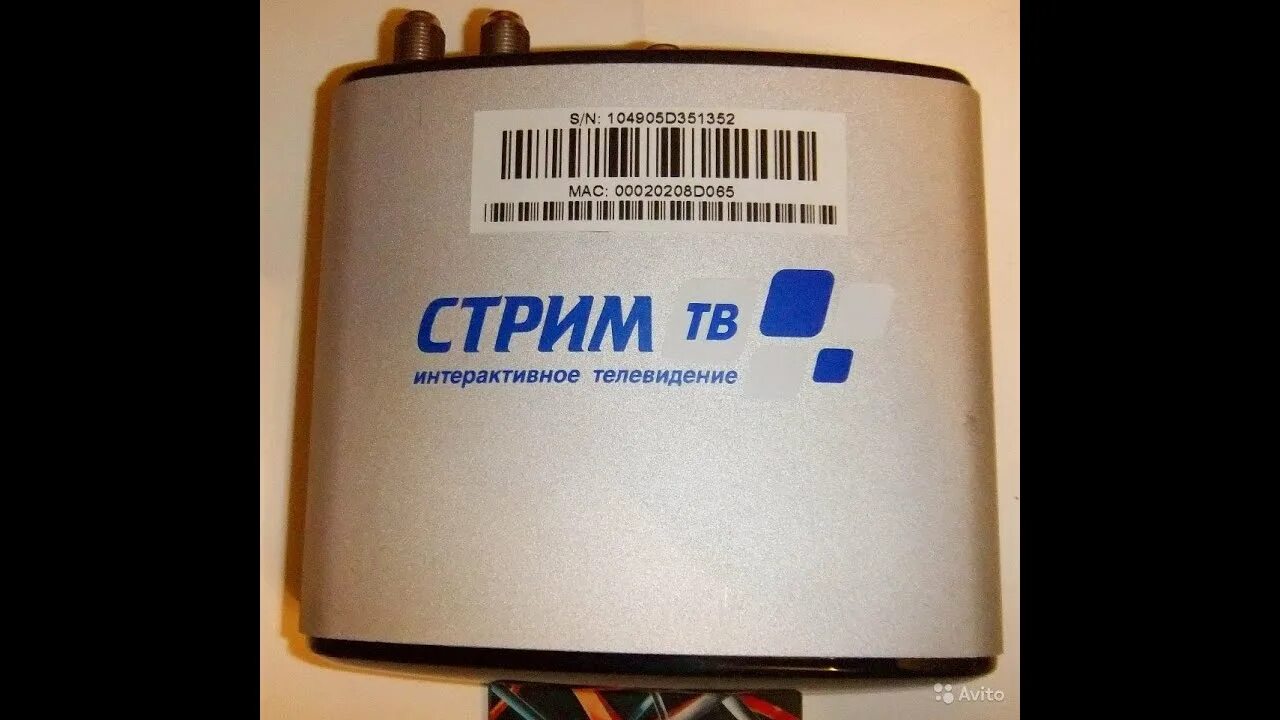 S/N: 104905D351352
MAC: 00020208D065
СТРИМ ТВ
интерактивное телевидение
Avito